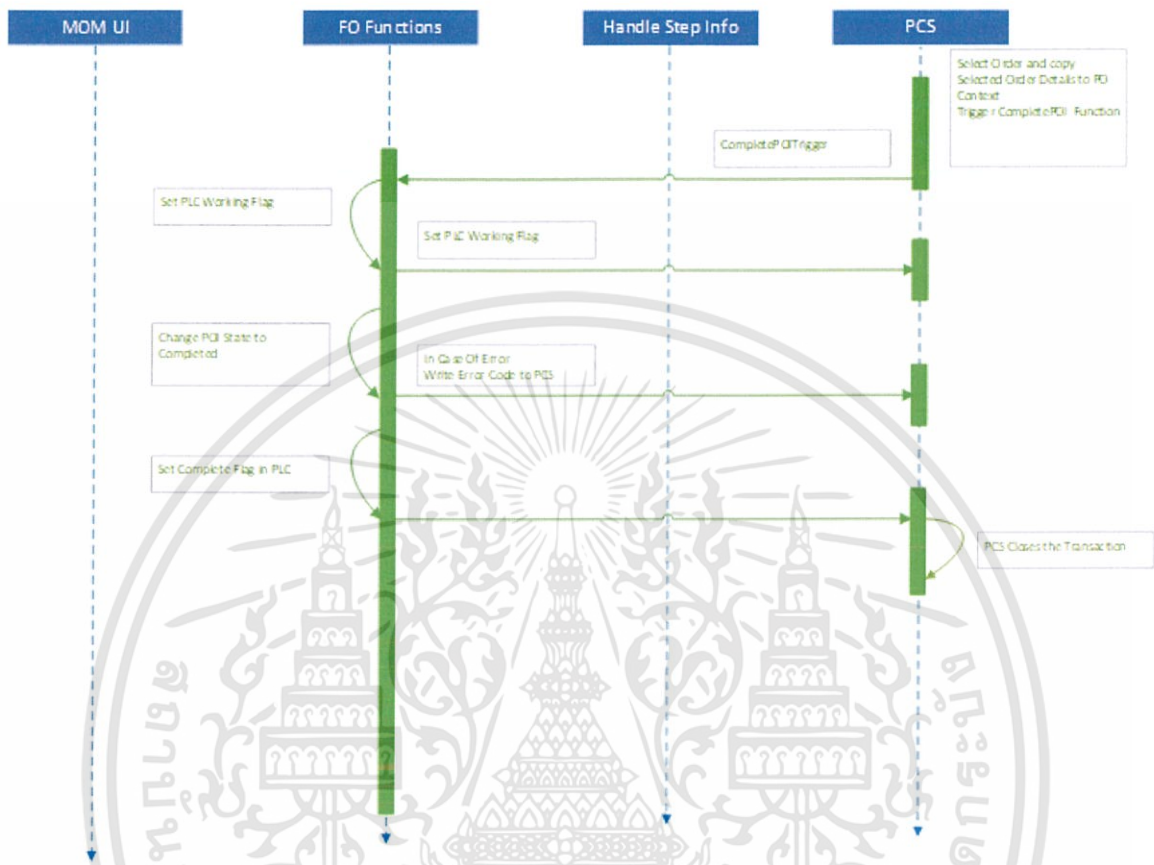 MOM UI
FO Functions
Handle Step Info
PCS
Select Order and copy
Selected Order Details to PO
Context
Trigger CompletePOI Function
CompletePOITrigger
Set PLC Working Flag
Set PLC Working Flag
Change POI State to
Completed
In Case Of Error
Write Error Code to PCS
Set Complete Flag in PLC
PCS Closes the Transaction